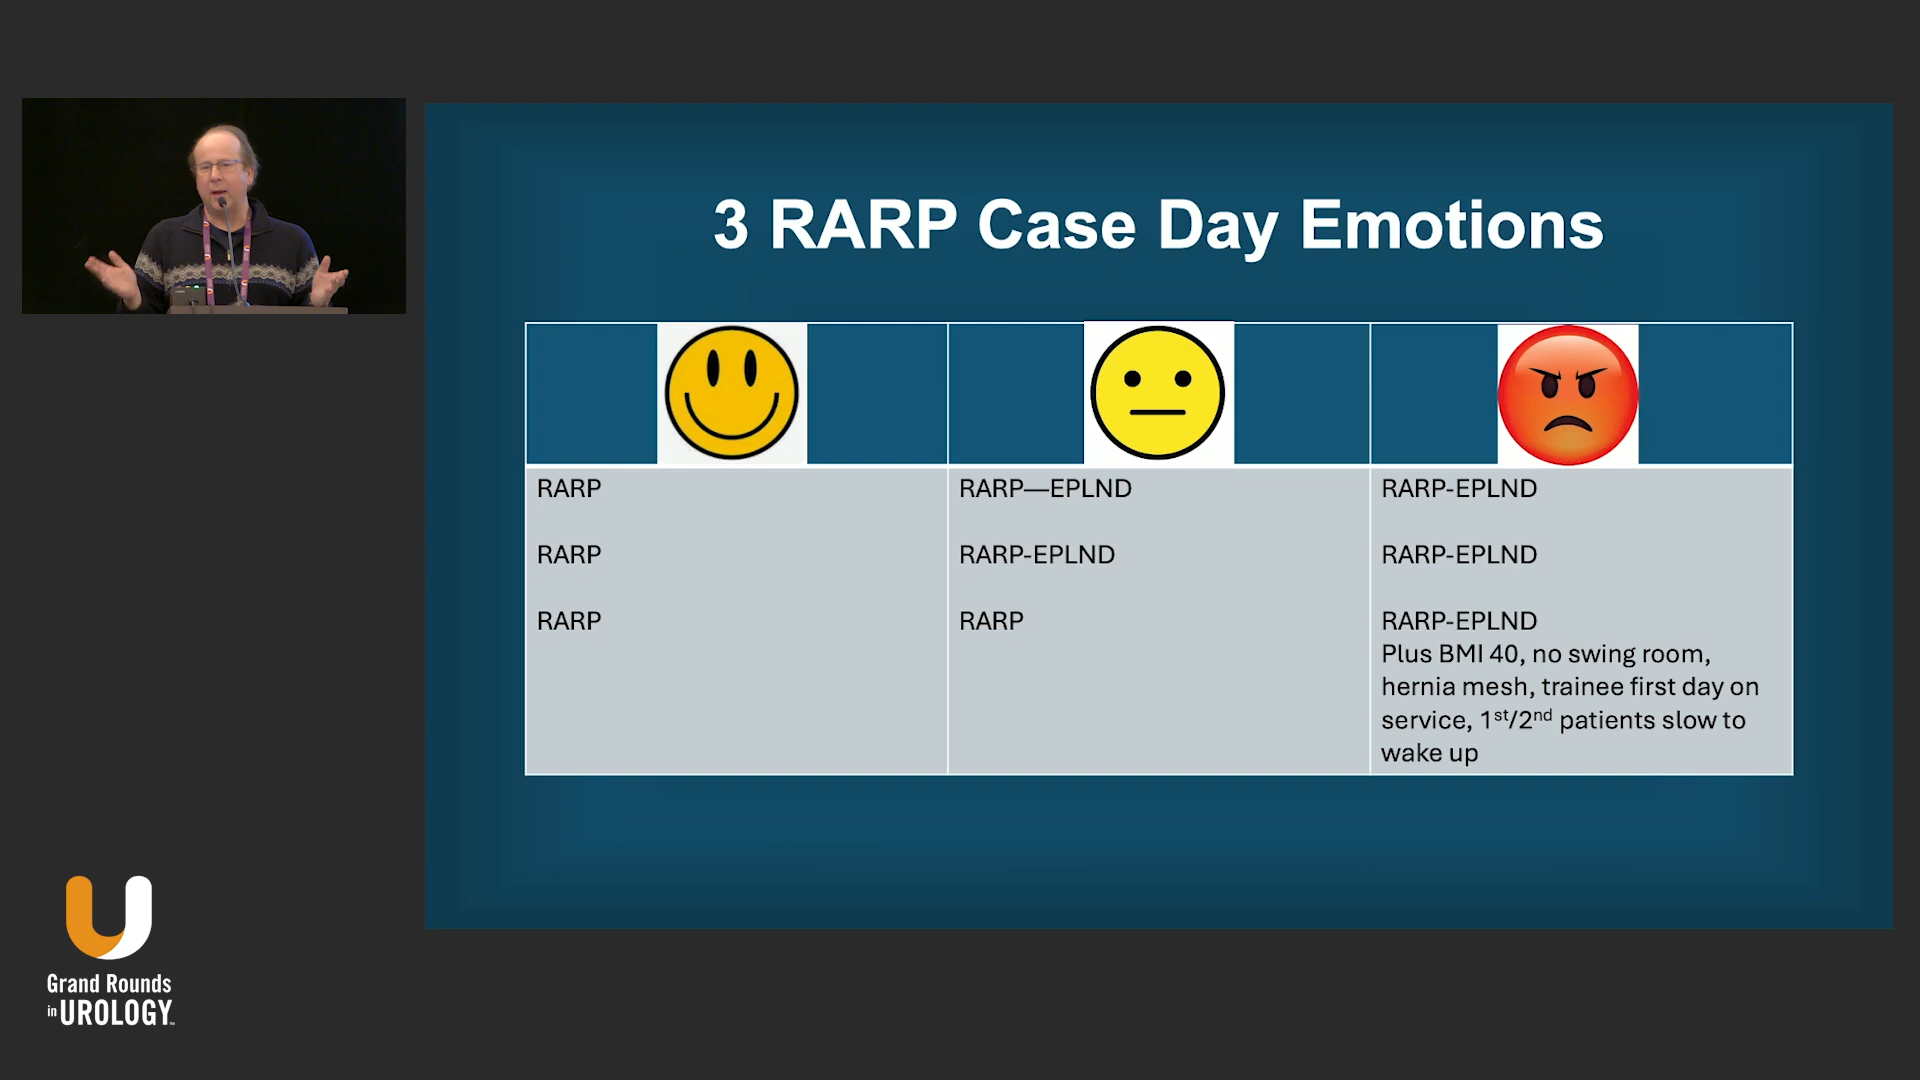 3 RARP Case Day Emotions
RARP
RARP
RARP
RARP—EPLND
RARP-EPLND
RARP
RARP-EPLND
RARP-EPLND
RARP-EPLND
Plus BMI 40, no swing room,
hernia mesh, trainee first day on
service, 1st/2nd patients slow to
wake up
Grand Rounds
in UROLOGY™